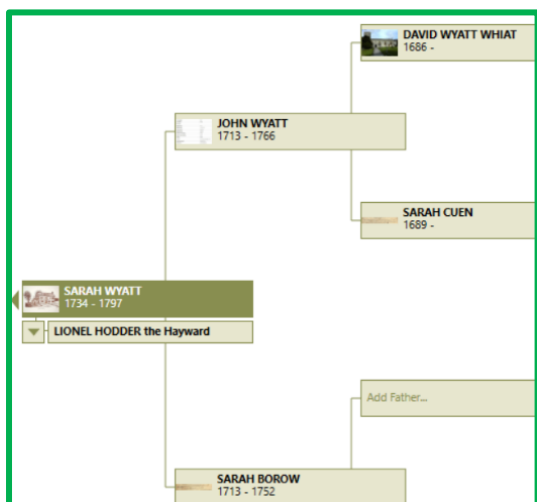 DAVID WYATT WHIAT
1686 -
JOHN WYATT
1713 - 1766
SARAH CUEN
1689 -
SARAH WYATT
1734 - 1797
LIONEL HODDER the Hayward
Add Father...
SARAH BOROW
1713 - 1752